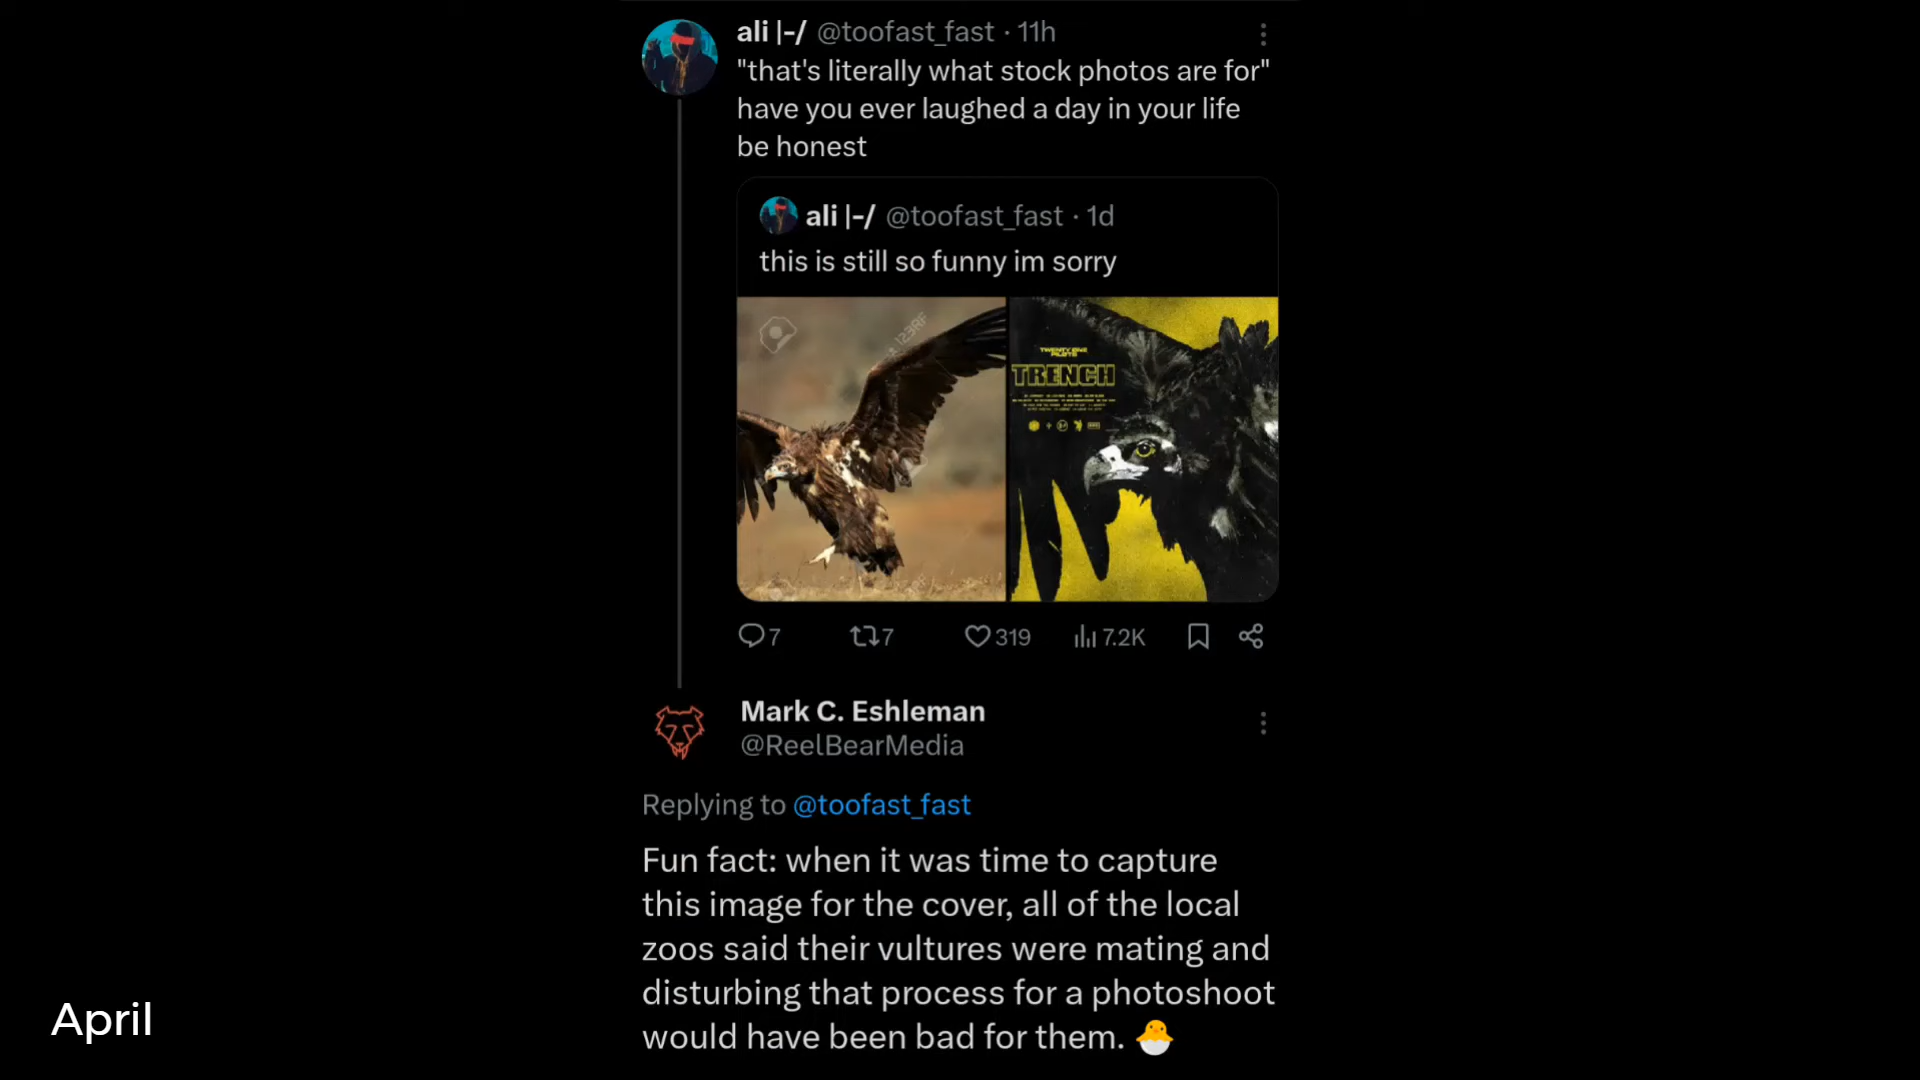 ali |-/ @toofast_fast · 11h
"that's literally what stock photos are for"
have you ever laughed a day in your life
be honest
ali |-/ @toofast_fast · 1d
this is still so funny im sorry
123RF
TWENTY ONE
PILOTS
TRENCH
7
7
319
7.2K
Mark C. Eshleman
@ReelBearMedia
Replying to @toofast_fast
Fun fact: when it was time to capture
this image for the cover, all of the local
zoos said their vultures were mating and
disturbing that process for a photoshoot
would have been bad for them. 🐣
April